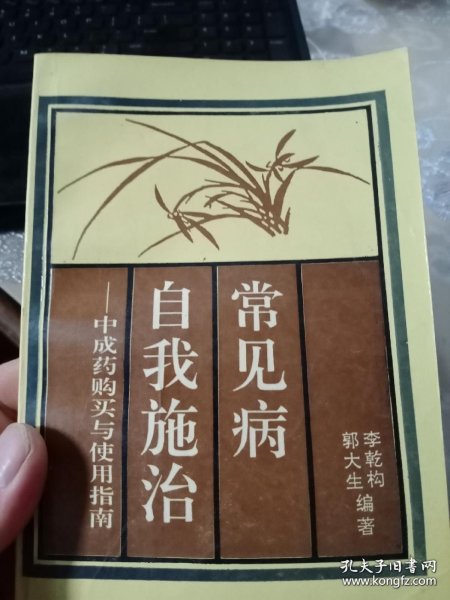 常见病
自我施治
——中成药购买与使用指南
李乾构
郭大生
编著
孔夫子旧书网
www.kongfz.com